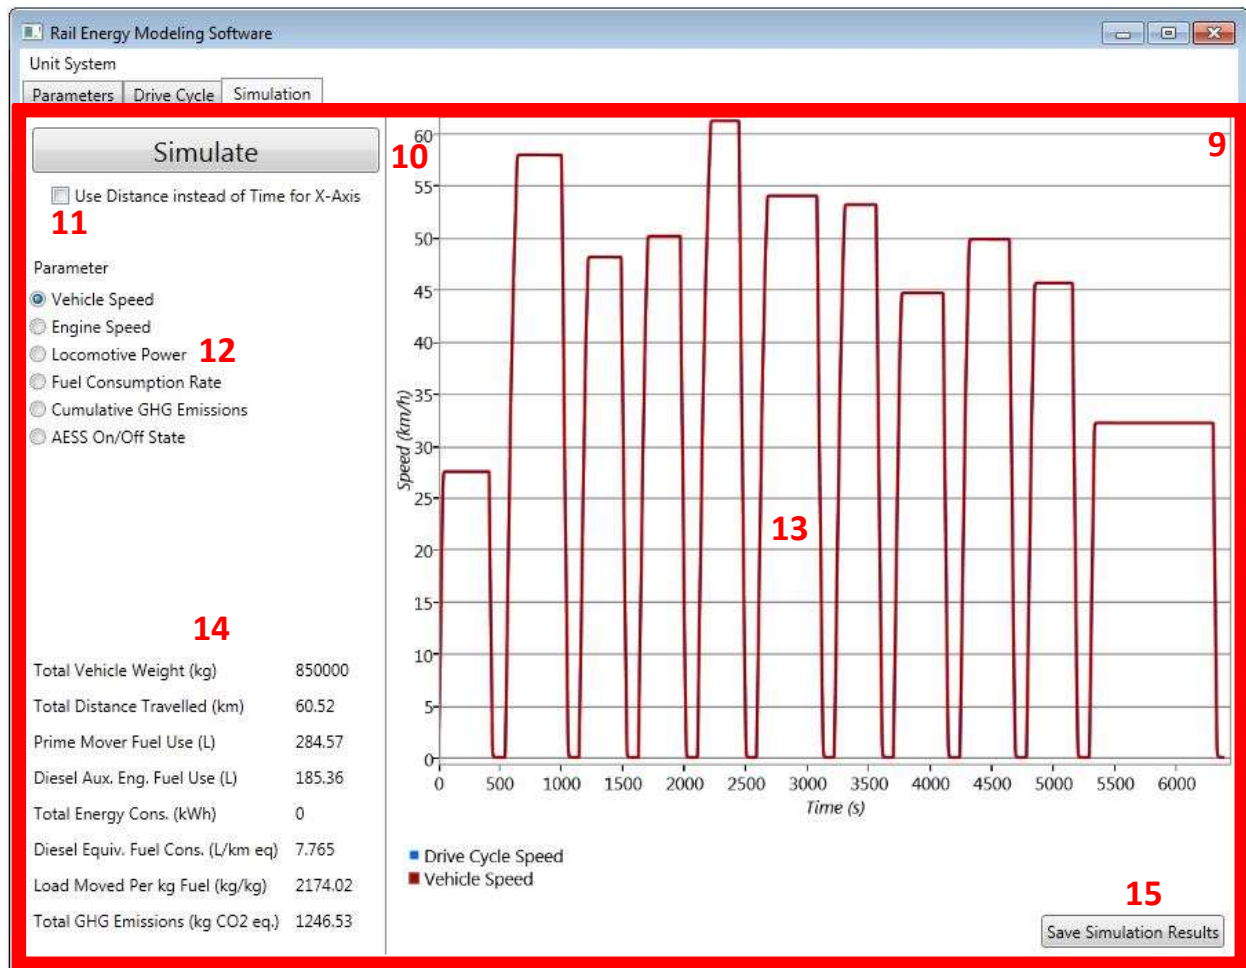 Rail Energy Modeling Software
Unit System
Parameters Drive Cycle Simulation
Simulate
10
9
Use Distance instead of Time for X-Axis
11
Parameter
Vehicle Speed
Engine Speed
Locomotive Power
12
Fuel Consumption Rate
Cumulative GHG Emissions
AESS On/Off State
14
Total Vehicle Weight (kg) 850000
Total Distance Travelled (km) 60.52
Prime Mover Fuel Use (L) 284.57
Diesel Aux. Eng. Fuel Use (L) 185.36
Total Energy Cons. (kWh) 0
Diesel Equiv. Fuel Cons. (L/km eq) 7.765
Load Moved Per kg Fuel (kg/kg) 2174.02
Total GHG Emissions (kg CO2 eq.) 1246.53
60
55
50
45
40
35
30
25
20
15
10
5
0
Speed (km/h)
13
0 500 1000 1500 2000 2500 3000 3500 4000 4500 5000 5500 6000
Time (s)
Drive Cycle Speed
Vehicle Speed
15
Save Simulation Results